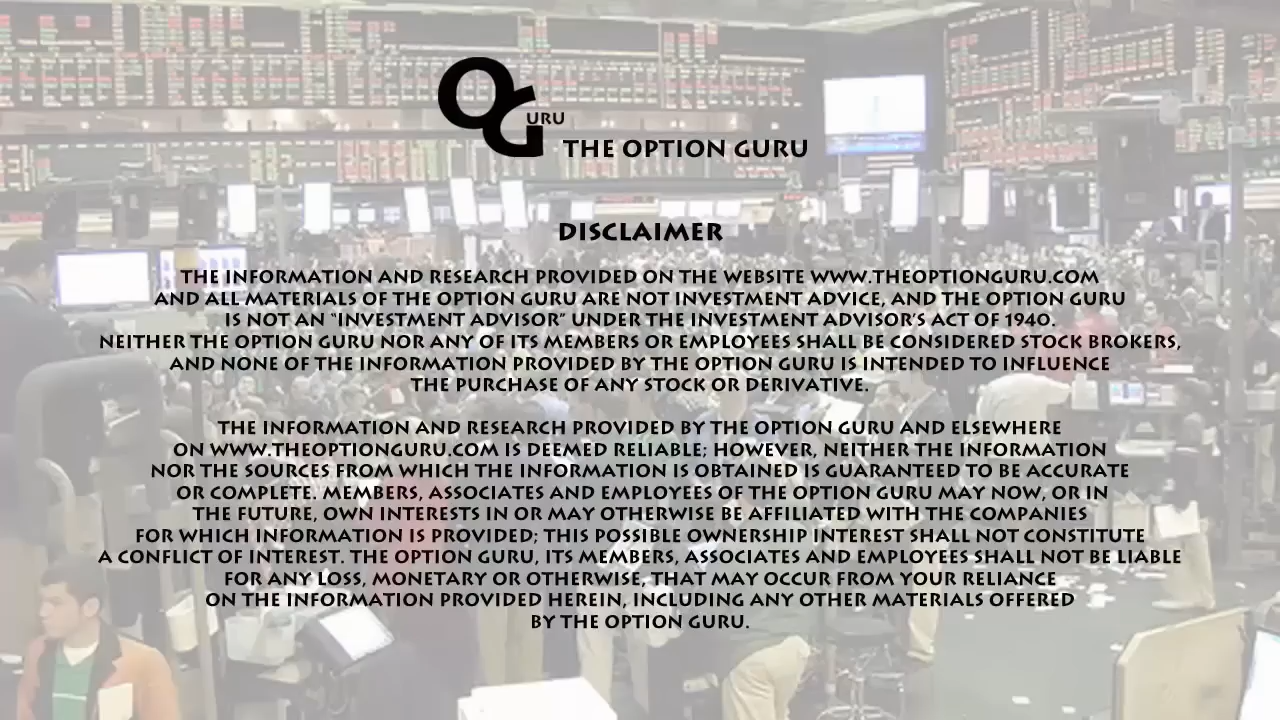 OG URU
THE OPTION GURU
DISCLAIMER
THE INFORMATION AND RESEARCH PROVIDED ON THE WEBSITE WWW.THEOPTIONGURU.COM
AND ALL MATERIALS OF THE OPTION GURU ARE NOT INVESTMENT ADVICE, AND THE OPTION GURU
IS NOT AN “INVESTMENT ADVISOR” UNDER THE INVESTMENT ADVISOR’S ACT OF 1940.
NEITHER THE OPTION GURU NOR ANY OF ITS MEMBERS OR EMPLOYEES SHALL BE CONSIDERED STOCK BROKERS,
AND NONE OF THE INFORMATION PROVIDED BY THE OPTION GURU IS INTENDED TO INFLUENCE
THE PURCHASE OF ANY STOCK OR DERIVATIVE.
THE INFORMATION AND RESEARCH PROVIDED BY THE OPTION GURU AND ELSEWHERE
ON WWW.THEOPTIONGURU.COM IS DEEMED RELIABLE; HOWEVER, NEITHER THE INFORMATION
NOR THE SOURCES FROM WHICH THE INFORMATION IS OBTAINED IS GUARANTEED TO BE ACCURATE
OR COMPLETE. MEMBERS, ASSOCIATES AND EMPLOYEES OF THE OPTION GURU MAY NOW, OR IN
THE FUTURE, OWN INTERESTS IN OR MAY OTHERWISE BE AFFILIATED WITH THE COMPANIES
FOR WHICH INFORMATION IS PROVIDED; THIS POSSIBLE OWNERSHIP INTEREST SHALL NOT CONSTITUTE
A CONFLICT OF INTEREST. THE OPTION GURU, ITS MEMBERS, ASSOCIATES AND EMPLOYEES SHALL NOT BE LIABLE
FOR ANY LOSS, MONETARY OR OTHERWISE, THAT MAY OCCUR FROM YOUR RELIANCE
ON THE INFORMATION PROVIDED HEREIN, INCLUDING ANY OTHER MATERIALS OFFERED
BY THE OPTION GURU.